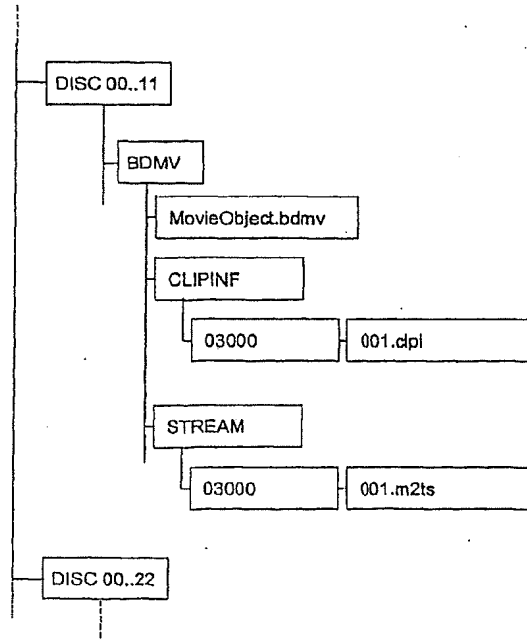 DISC 00..11
BDMV
MovieObject.bdmv
CLIPINF
03000 001.clpi
STREAM
03000 001.m2ts
DISC 00..22